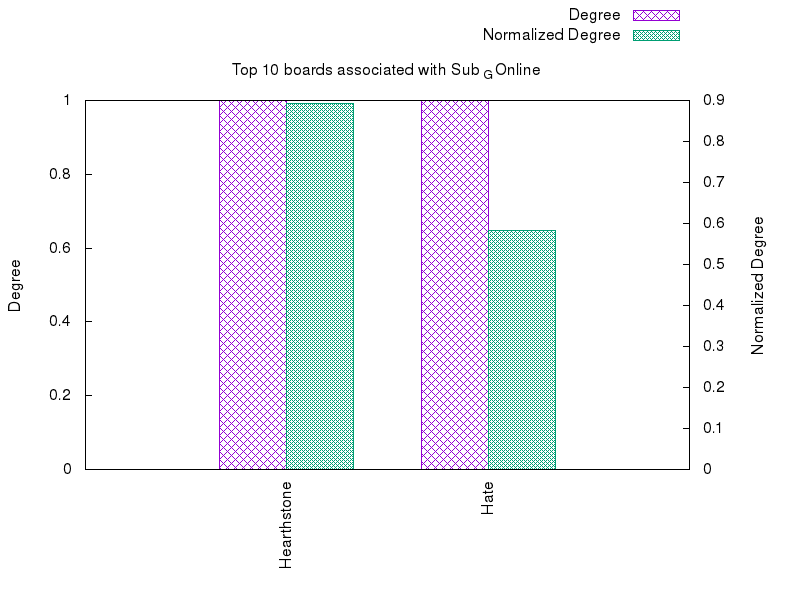 Degree
Normalized Degree
Top 10 boards associated with Sub GOnline
1
0.8
0.6
0.4
0.2
0
Degree
0.9
0.8
0.7
0.6
0.5
0.4
0.3
0.2
0.1
0
Normalized Degree
Hearthstone
Hate